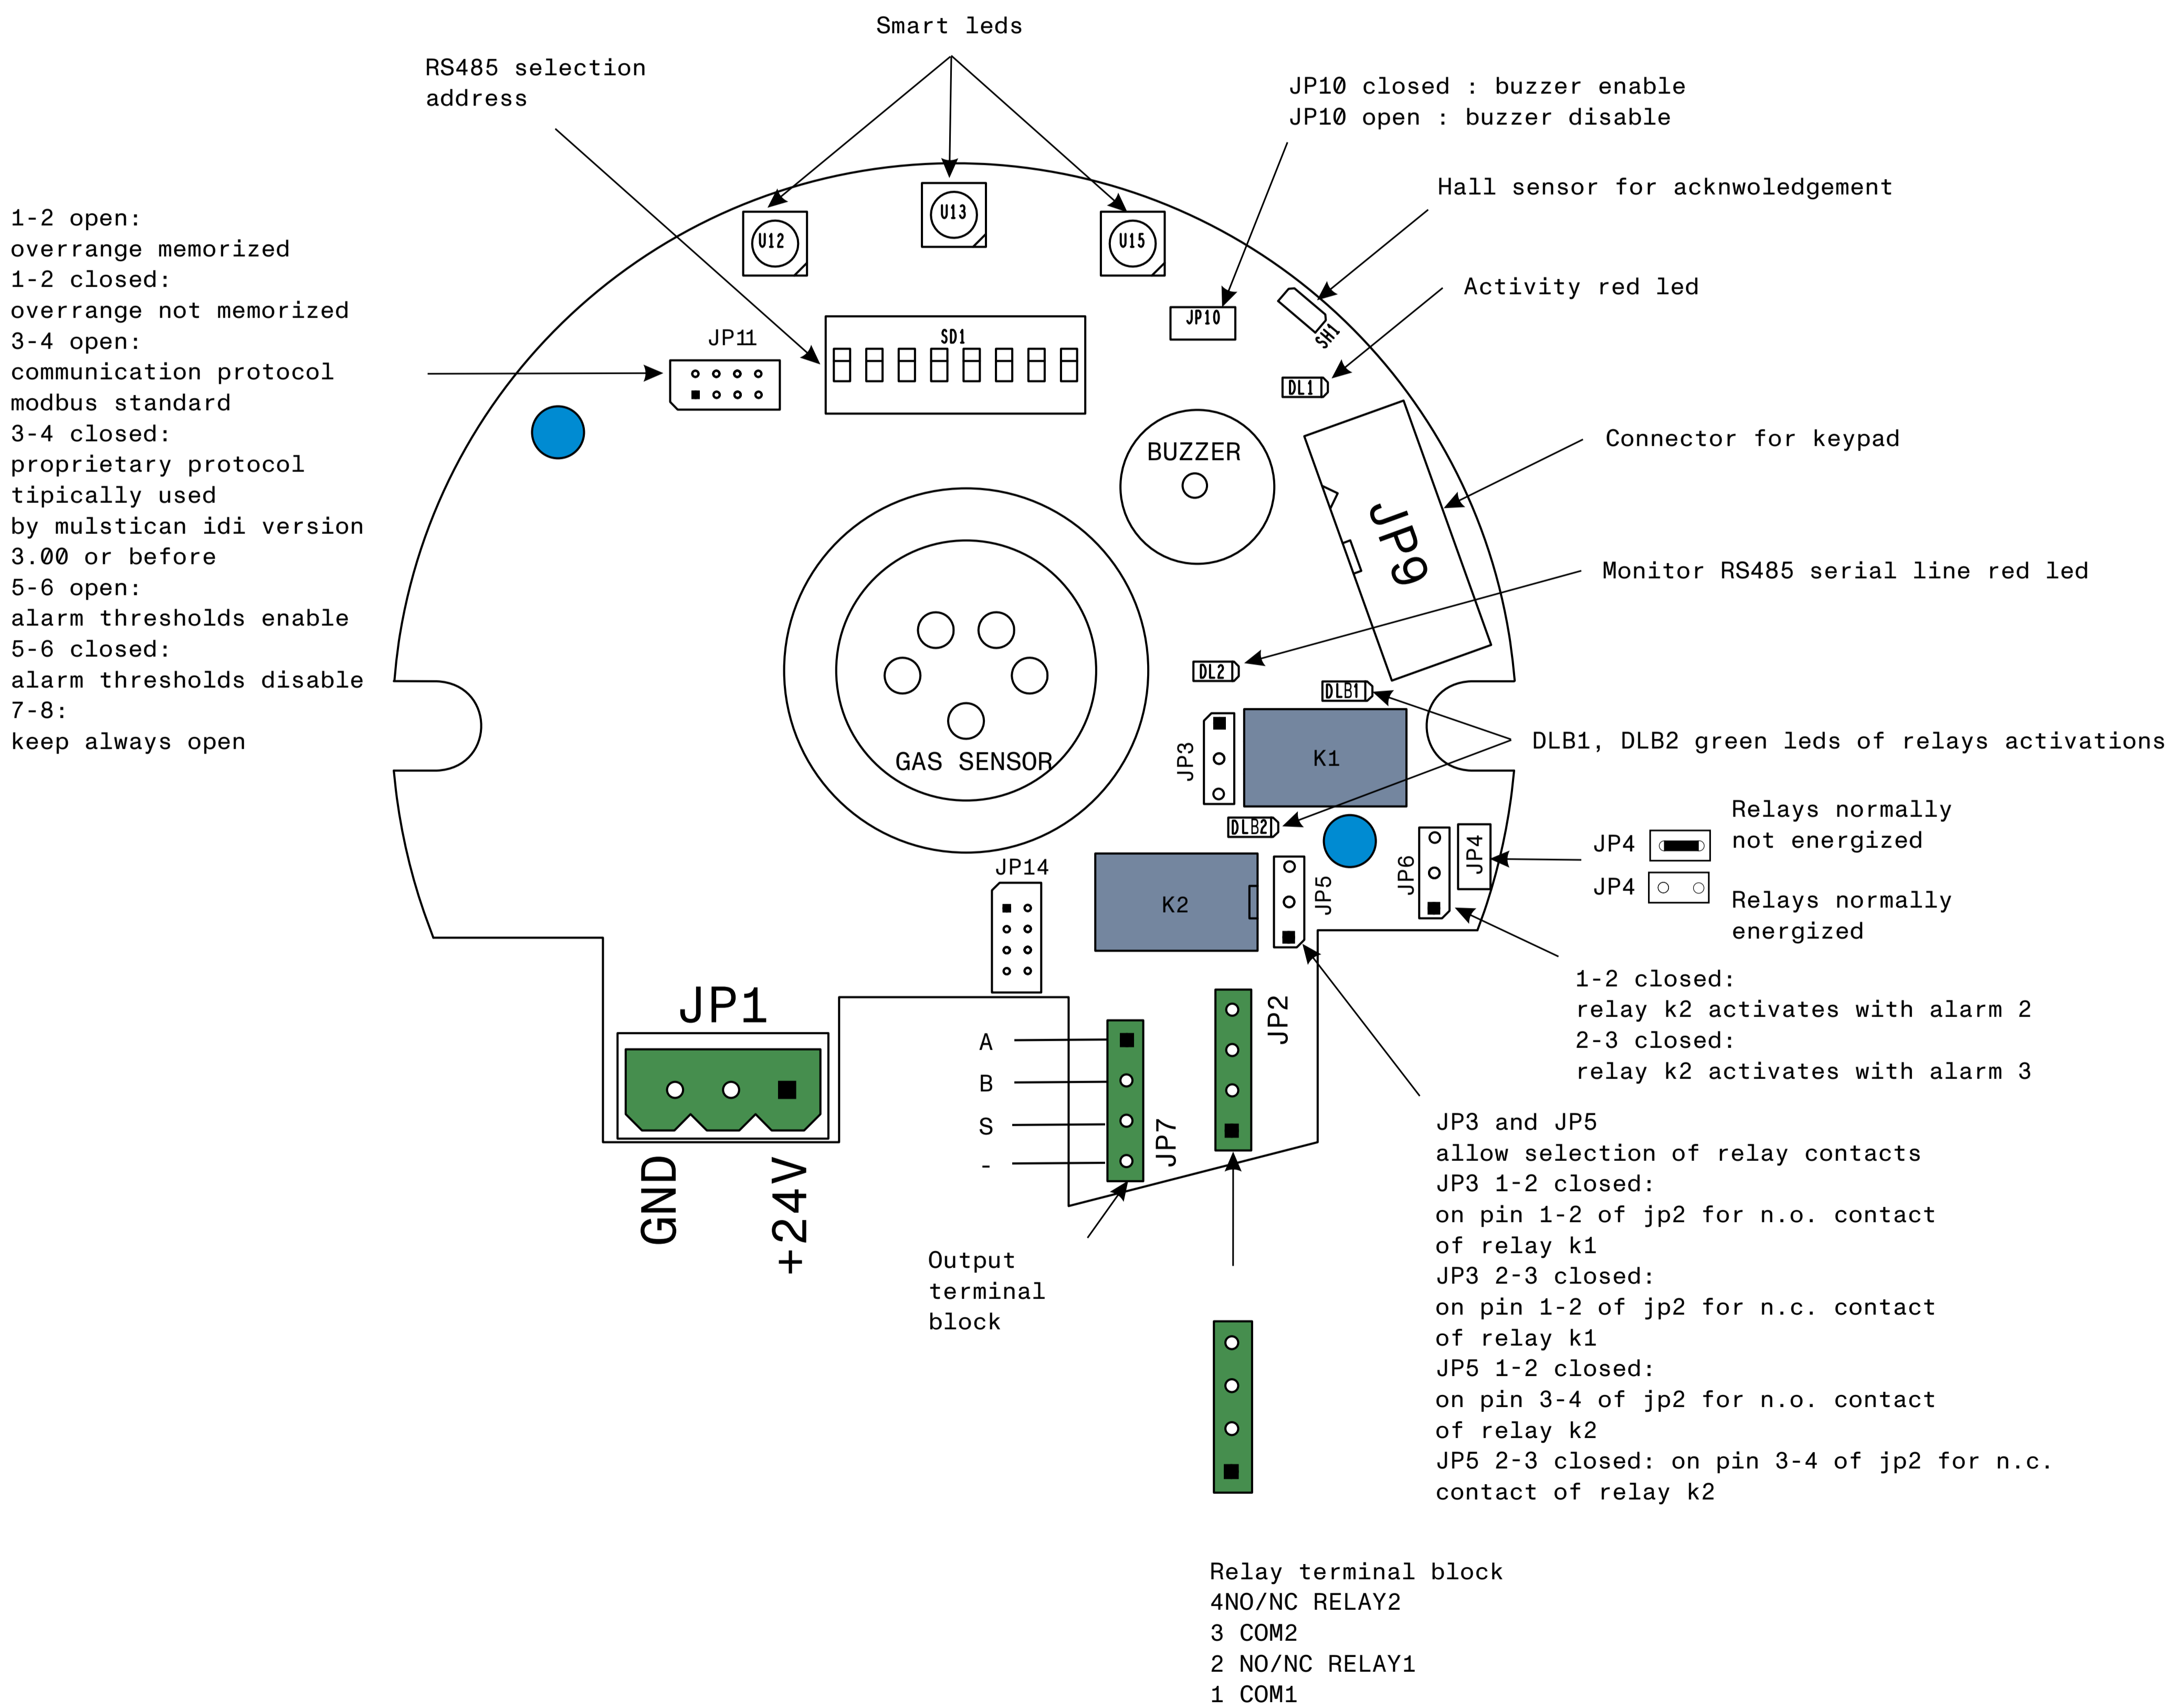 Smart leds
RS485 selection
address
JP10 closed : buzzer enable
JP10 open : buzzer disable
Hall sensor for acknwoledgement
Activity red led
Connector for keypad
Monitor RS485 serial line red led
DLB1, DLB2 green leds of relays activations
1-2 open:
overrange memorized
1-2 closed:
overrange not memorized
3-4 open:
communication protocol
modbus standard
3-4 closed:
proprietary protocol
tipically used
by mulstican idi version
3.00 or before
5-6 open:
alarm thresholds enable
5-6 closed:
alarm thresholds disable
7-8:
keep always open
U12
U13
U15
JP10
SH1
JP11
SD1
DL1
BUZZER
JP9
DL2
DLB1
GAS SENSOR
JP3
K1
DLB2
JP14
K2
JP5
JP6
JP4
JP4
JP4
Relays normally
not energized
Relays normally
energized
1-2 closed:
relay k2 activates with alarm 2
2-3 closed:
relay k2 activates with alarm 3
JP1
GND
+24V
A
B
S
-
JP7
JP2
Output
terminal
block
JP3 and JP5
allow selection of relay contacts
JP3 1-2 closed:
on pin 1-2 of jp2 for n.o. contact
of relay k1
JP3 2-3 closed:
on pin 1-2 of jp2 for n.c. contact
of relay k1
JP5 1-2 closed:
on pin 3-4 of jp2 for n.o. contact
of relay k2
JP5 2-3 closed: on pin 3-4 of jp2 for n.c.
contact of relay k2
Relay terminal block
4NO/NC RELAY2
3 COM2
2 NO/NC RELAY1
1 COM1